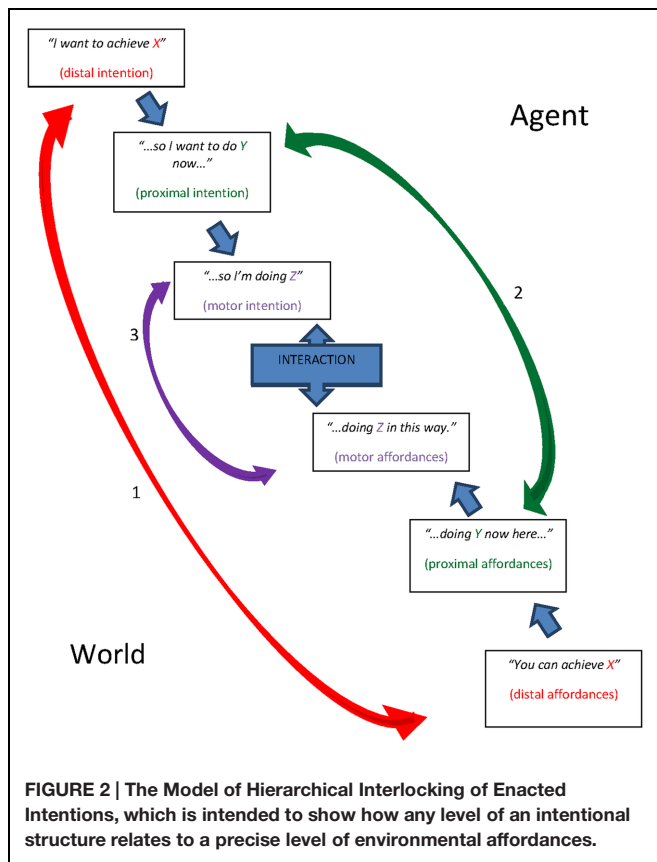 “I want to achieve X”
(distal intention)
Agent
“…so I want to do Y
now…”
(proximal intention)
“…so I’m doing Z”
(motor intention)
2
3
INTERACTION
“…doing Z in this way.”
(motor affordances)
1
“…doing Y now here…”
(proximal affordances)
World
“You can achieve X”
(distal affordances)
FIGURE 2 | The Model of Hierarchical Interlocking of Enacted
Intentions, which is intended to show how any level of an intentional
structure relates to a precise level of environmental affordances.